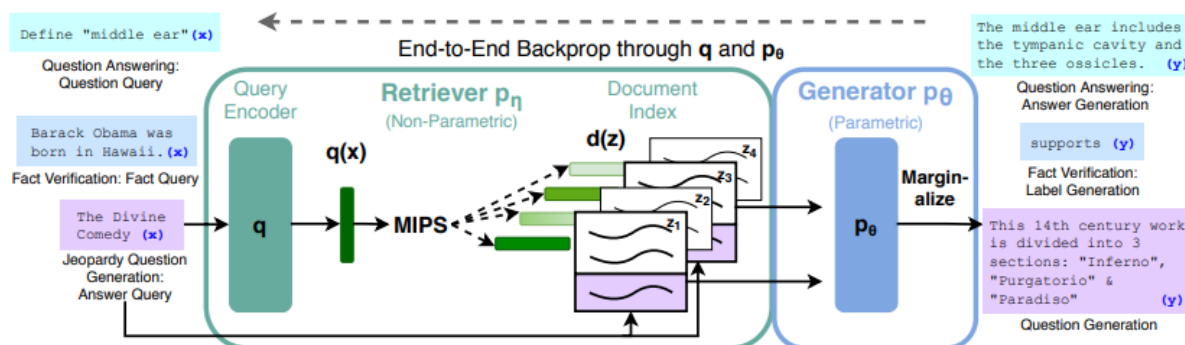 Define "middle ear" (x)
Question Answering:
Question Query
Barack Obama was
born in Hawaii. (x)
Fact Verification: Fact Query
The Divine
Comedy (x)
Jeopardy Question
Generation:
Answer Query
End-to-End Backprop through q and pθ
Query
Encoder
q
q(x)
Retriever pη
(Non-Parametric)
MIPS
Document
Index
d(z)
z4
z3
z2
z1
Generator pθ
(Parametric)
pθ
Margin-
alize
The middle ear includes
the tympanic cavity and
the three ossicles. (y)
Question Answering:
Answer Generation
supports (y)
Fact Verification:
Label Generation
This 14th century work
is divided into 3
sections: "Inferno",
"Purgatorio" &
"Paradiso" (y)
Question Generation